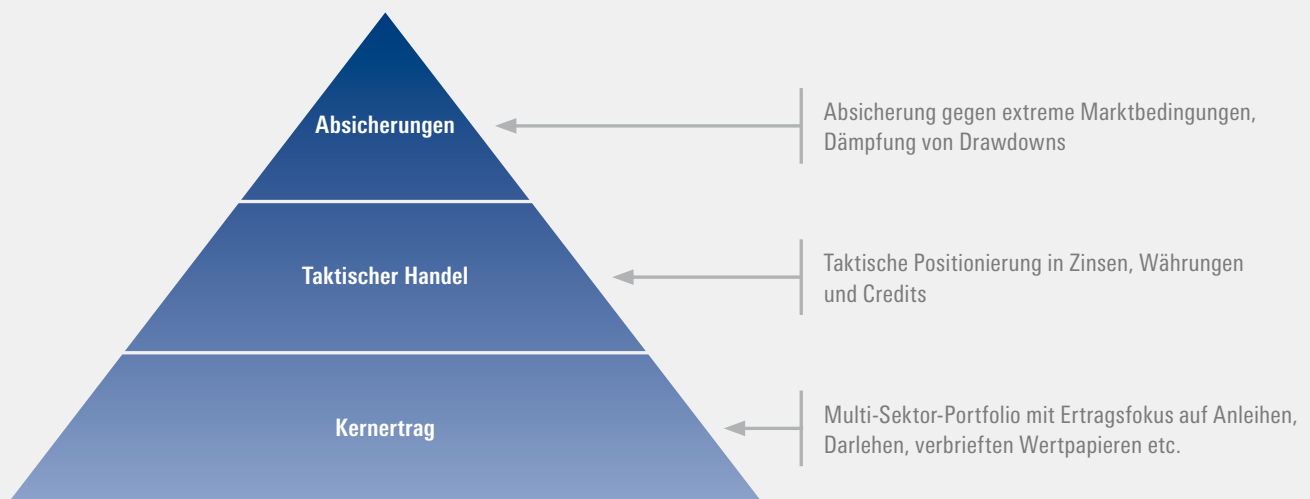 Absicherungen
Absicherung gegen extreme Marktbedingungen,
Dämpfung von Drawdowns
Taktischer Handel
Taktische Positionierung in Zinsen, Währungen
und Credits
Kernertrag
Multi-Sektor-Portfolio mit Ertragsfokus auf Anleihen,
Darlehen, verbrieften Wertpapieren etc.